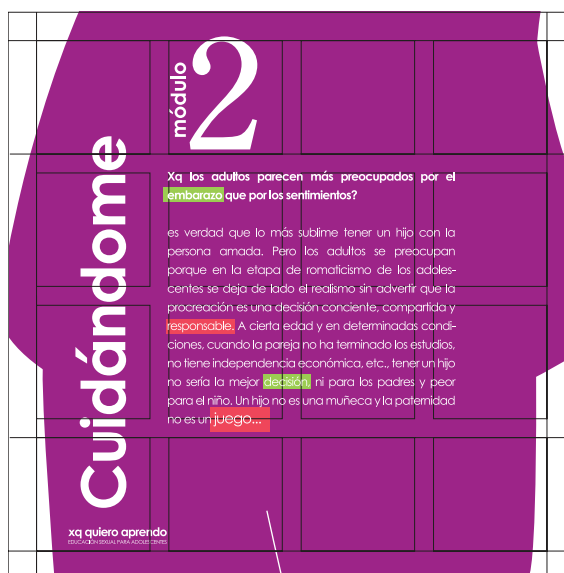 módulo
2
Cuidándome
Xq los adultos parecen más preocupados por el
embarazo que por los sentimientos?
es verdad que lo más sublime tener un hijo con la
persona amada. Pero los adultos se preocupan
porque en la etapa de romaticismo de los adoles-
centes se deja de lado el realismo sin advertir que la
procreación es una decisión conciente, compartida y
responsable. A cierta edad y en determinadas condi-
ciones, cuando la pareja no ha terminado los estudios,
no tiene independencia económica, etc., tener un hijo
no sería la mejor decisión, ni para los padres y peor
para el niño. Un hijo no es una muñeca y la paternidad
no es un juego...
xq quiero aprendo
EDUCACIÓN SEXUAL PARA ADOLESCENTES